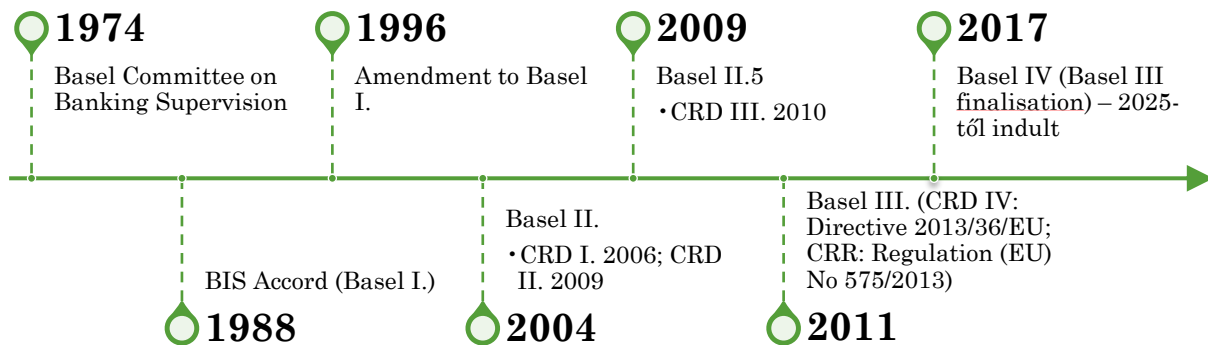 1974
Basel Committee on
Banking Supervision
1996
Amendment to Basel
I.
2009
Basel II.5
•CRD III. 2010
2017
Basel IV (Basel III
finalisation) – 2025-
től indult
BIS Accord (Basel I.)
1988
Basel II.
•CRD I. 2006; CRD
II. 2009
2004
Basel III. (CRD IV:
Directive 2013/36/EU;
CRR: Regulation (EU)
No 575/2013)
2011